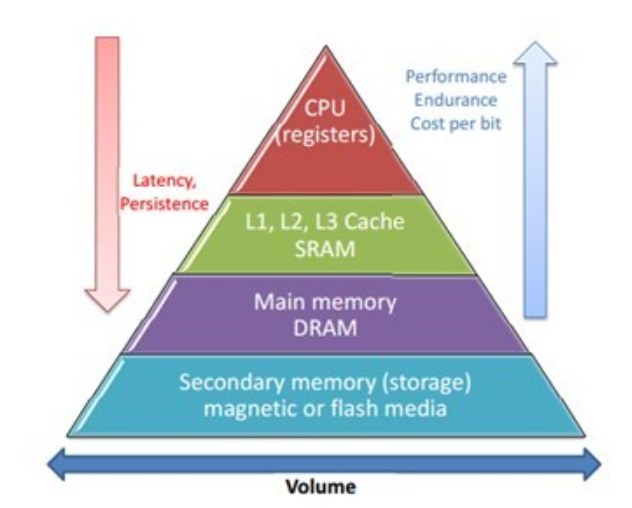 CPU
(registers)
Performance
Endurance
Cost per bit
Latency,
Persistence
L1, L2, L3 Cache
SRAM
Main memory
DRAM
Secondary memory (storage)
magnetic or flash media
Volume